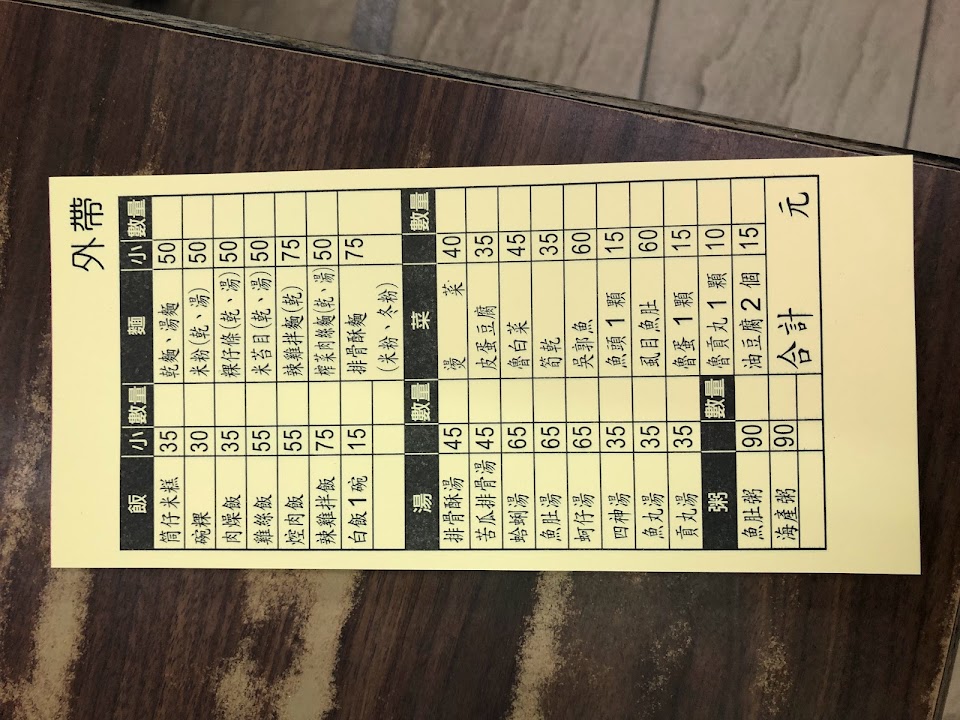 外帶
飯 小 數量 麵 小 數量
筒仔米糕 35 乾麵、湯麵 50
碗粿 30 米粉(乾、湯) 50
肉燥飯 35 粿仔條(乾、湯) 50
雞絲飯 55 米苔目(乾、湯) 50
焢肉飯 55 辣雞拌麵(乾) 75
辣雞拌飯 75 榨菜肉絲麵(乾、湯 50
白飯1碗 15 排骨酥麵 75
(米粉、冬粉)
湯 數量 菜 數量
排骨酥湯 45 燙 菜 40
苦瓜排骨湯 45 皮蛋豆腐 35
蛤蜊湯 65 魯白菜 45
魚肚湯 65 筍乾 35
蚵仔湯 65 吳郭魚 60
四神湯 35 魚頭1顆 15
魚丸湯 35 虱目魚肚 60
貢丸湯 35 魯蛋1顆 15
粥 數量 魯貢丸1顆 10
魚肚粥 90 油豆腐2個 15
海產粥 90 合計 元